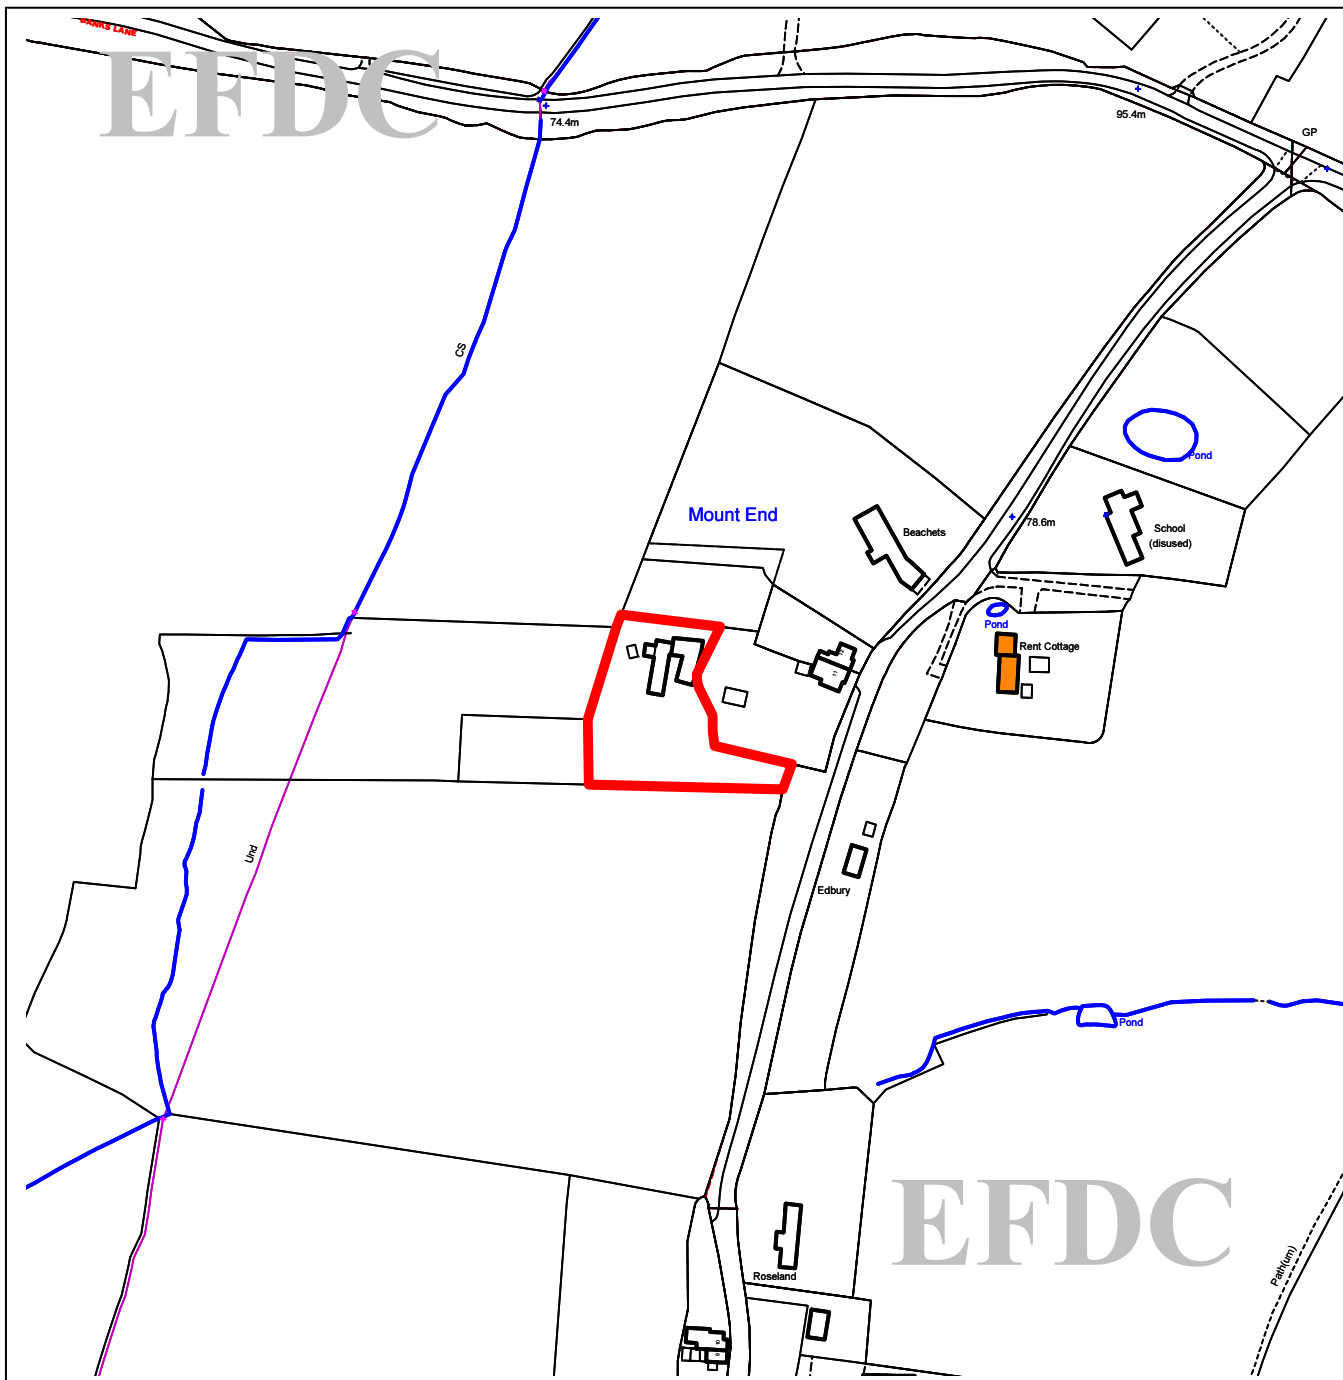 BANKS LANE
EFDC
74.4m
95.4m
GP
CS
Pond
Mount End
Beachets
78.6m
School
(disused)
Pond
Rent Cottage
11
Und
Edbury
Pond
EFDC
Path(um)
Roseland